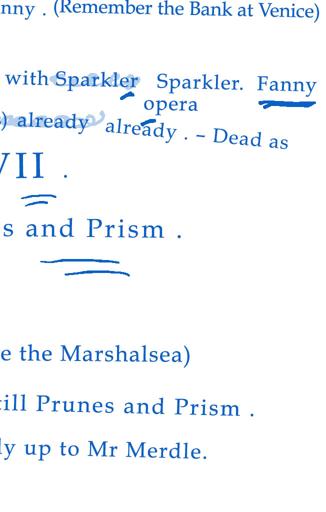 nny . (Remember the Bank at Venice)
with Sparkler Sparkler. Fanny
opera
) already already . – Dead as
VII .
s and Prism .
e the Marshalsea)
till Prunes and Prism .
ly up to Mr Merdle.